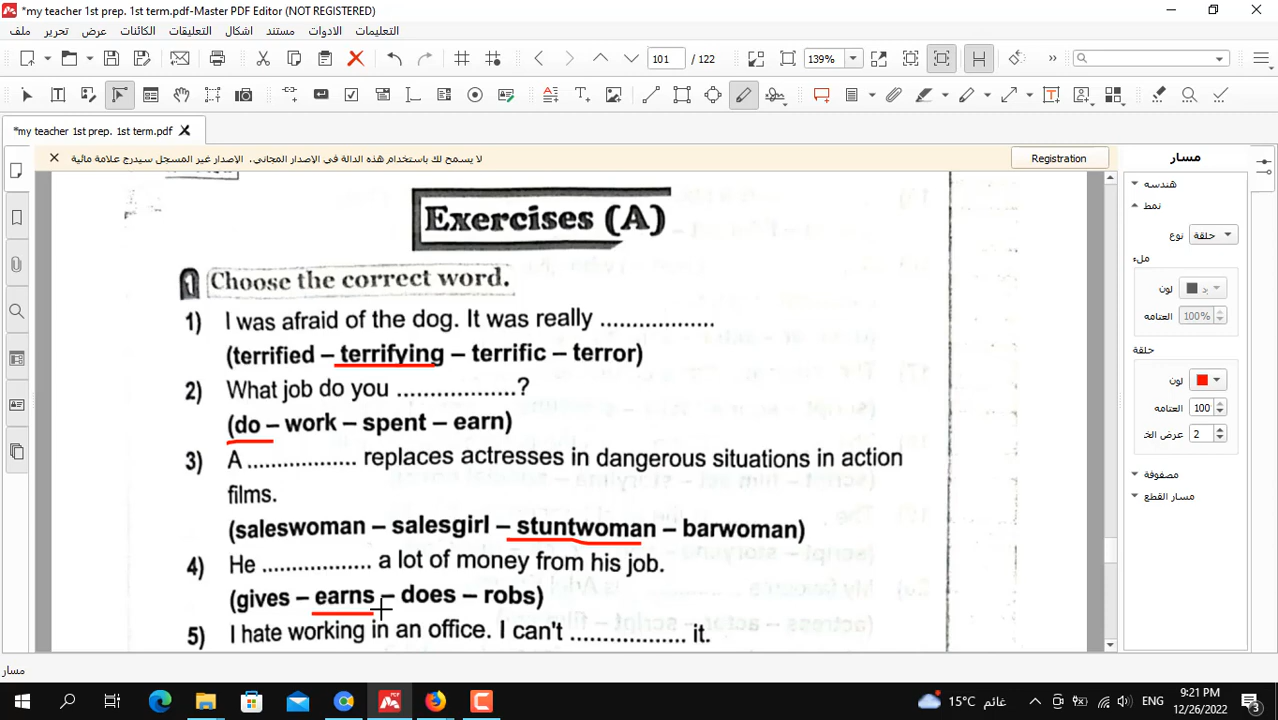 *my teacher 1st prep. 1st term.pdf-Master PDF Editor (NOT REGISTERED)
ملف تحرير عرض الكائنات التعليقات اشكال مستند الادوات التعليمات
101 / 122
139%
*my teacher 1st prep. 1st term.pdf
لا يسمح لك باستخدام هذه الدالة في الإصدار المجاني. الإصدار غير المسجل سيدرج علامة مائية
Registration
مسار
هندسه
نمط
نوع
حلقة
ملء
لون
العتامه
100%
حلقة
لون
العتامه
100
عرض الخ
2
مصفوفة
مسار القطع
Exercises (A)
1 Choose the correct word.
1) I was afraid of the dog. It was really ..................
(terrified – terrifying – terrific – terror)
2) What job do you ..................?
(do – work – spent – earn)
3) A .................. replaces actresses in dangerous situations in action
films.
(saleswoman – salesgirl – stuntwoman – barwoman)
4) He .................. a lot of money from his job.
(gives – earns – does – robs)
5) I hate working in an office. I can't .................. it.
مسار
15°C غائم
ENG
9:21 PM
12/26/2022
3